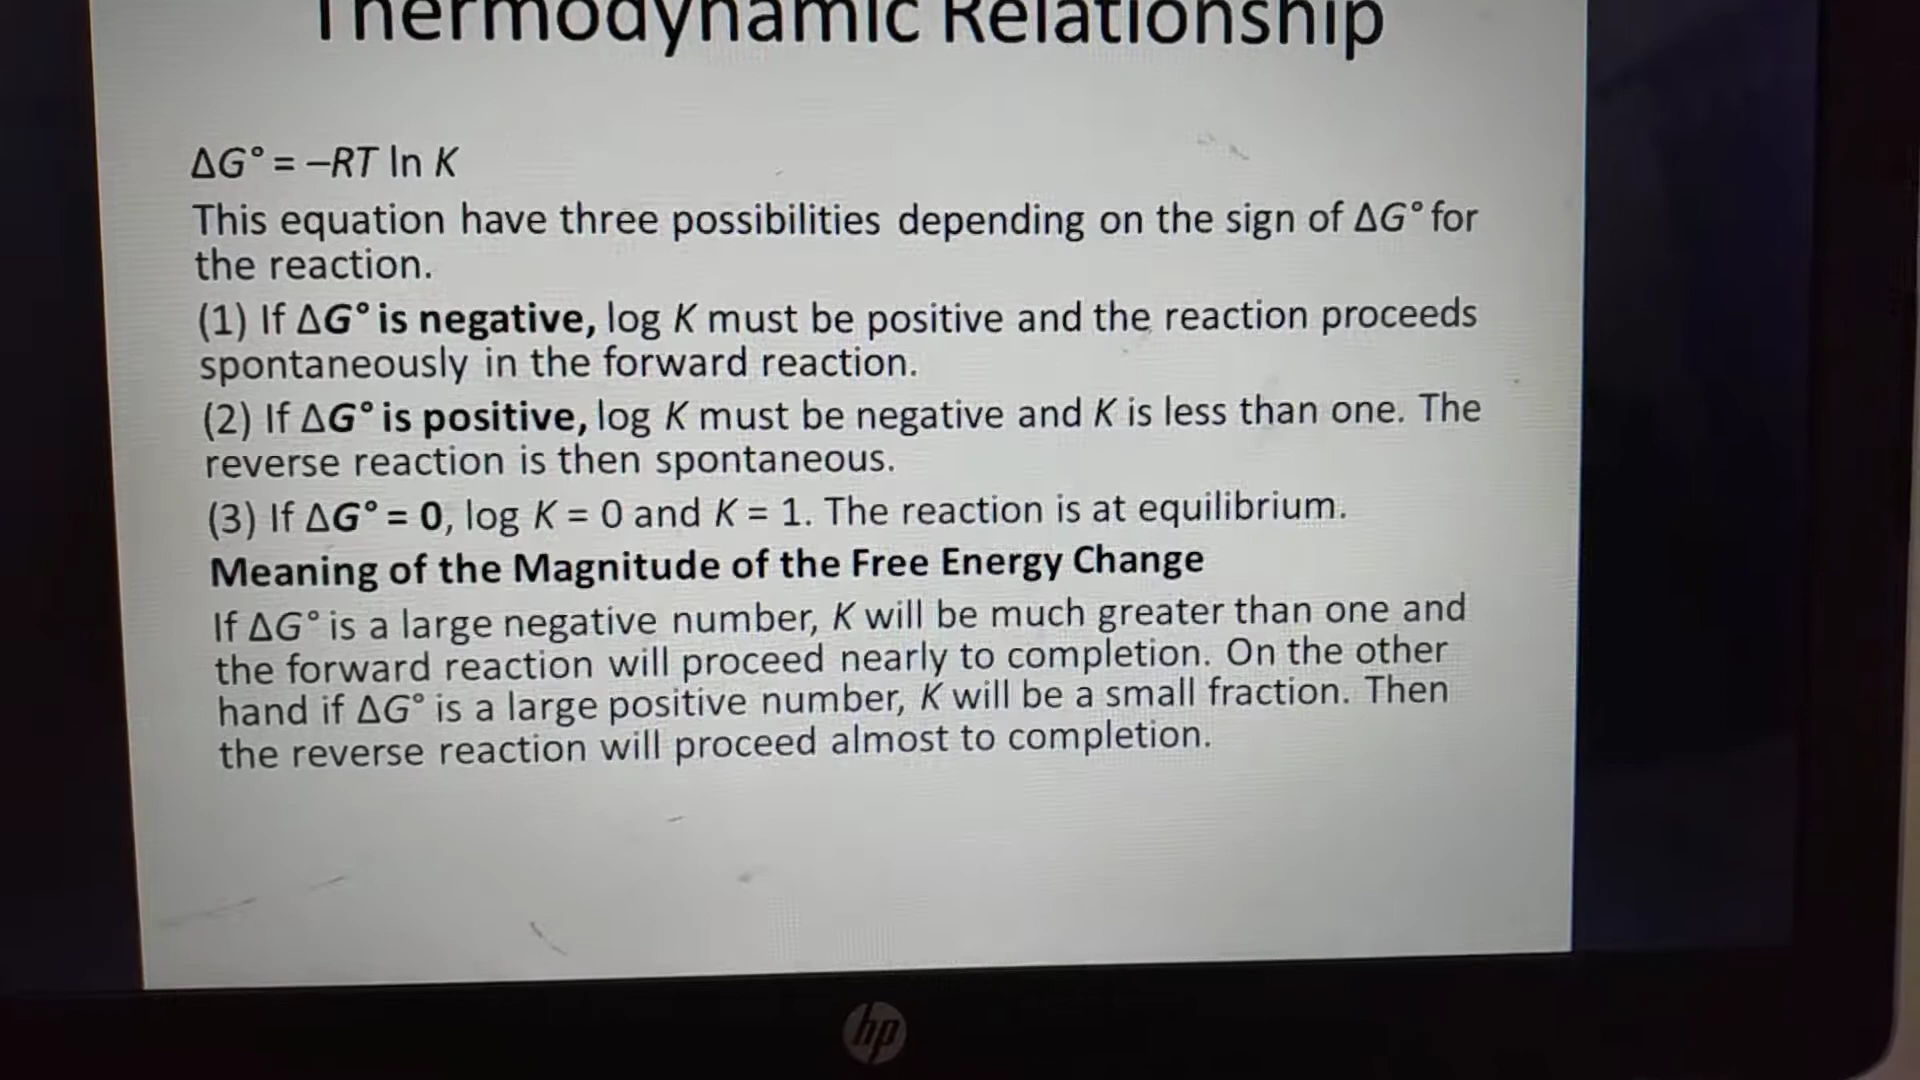 Thermodynamic Relationship
ΔG° = –RT ln K
This equation have three possibilities depending on the sign of ΔG° for
the reaction.
(1) If ΔG° is negative, log K must be positive and the reaction proceeds
spontaneously in the forward reaction.
(2) If ΔG° is positive, log K must be negative and K is less than one. The
reverse reaction is then spontaneous.
(3) If ΔG° = 0, log K = 0 and K = 1. The reaction is at equilibrium.
Meaning of the Magnitude of the Free Energy Change
If ΔG° is a large negative number, K will be much greater than one and
the forward reaction will proceed nearly to completion. On the other
hand if ΔG° is a large positive number, K will be a small fraction. Then
the reverse reaction will proceed almost to completion.
hp